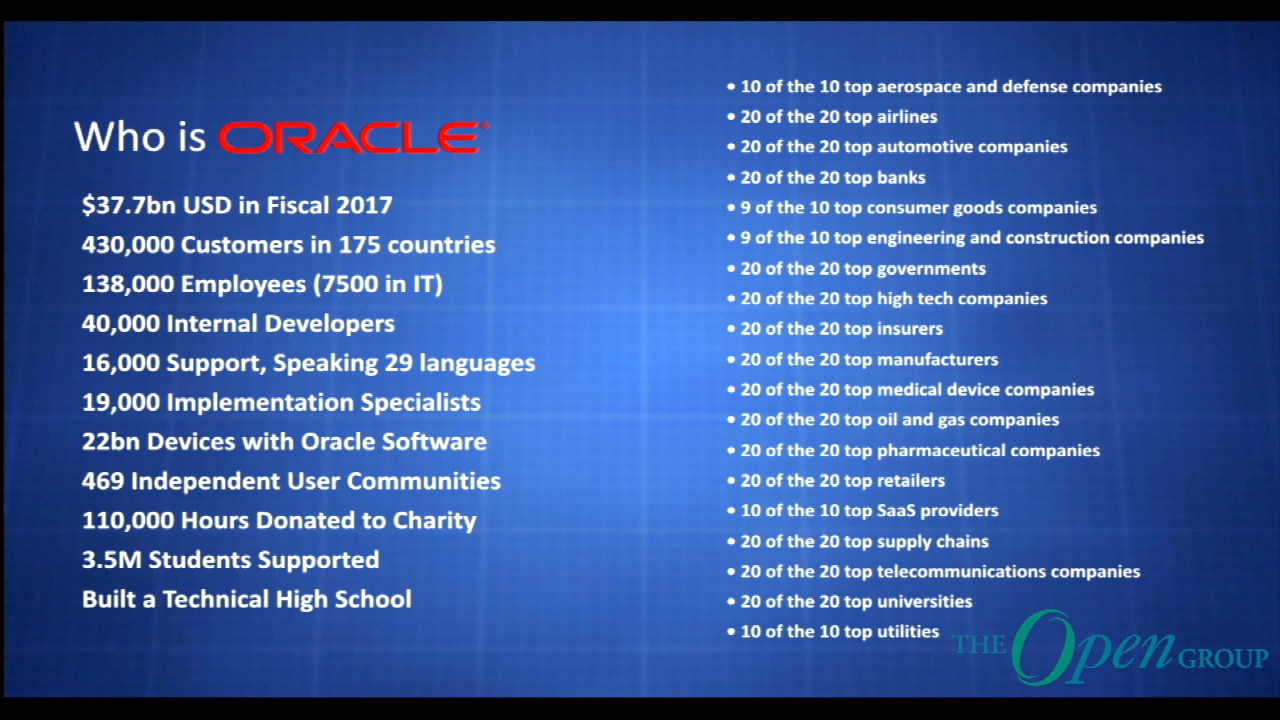 Who is ORACLE
$37.7bn USD in Fiscal 2017
430,000 Customers in 175 countries
138,000 Employees (7500 in IT)
40,000 Internal Developers
16,000 Support, Speaking 29 languages
19,000 Implementation Specialists
22bn Devices with Oracle Software
469 Independent User Communities
110,000 Hours Donated to Charity
3.5M Students Supported
Built a Technical High School
• 10 of the 10 top aerospace and defense companies
• 20 of the 20 top airlines
• 20 of the 20 top automotive companies
• 20 of the 20 top banks
• 9 of the 10 top consumer goods companies
• 9 of the 10 top engineering and construction companies
• 20 of the 20 top governments
• 20 of the 20 top high tech companies
• 20 of the 20 top insurers
• 20 of the 20 top manufacturers
• 20 of the 20 top medical device companies
• 20 of the 20 top oil and gas companies
• 20 of the 20 top pharmaceutical companies
• 20 of the 20 top retailers
• 10 of the 10 top SaaS providers
• 20 of the 20 top supply chains
• 20 of the 20 top telecommunications companies
• 20 of the 20 top universities
• 10 of the 10 top utilities
THE Open GROUP